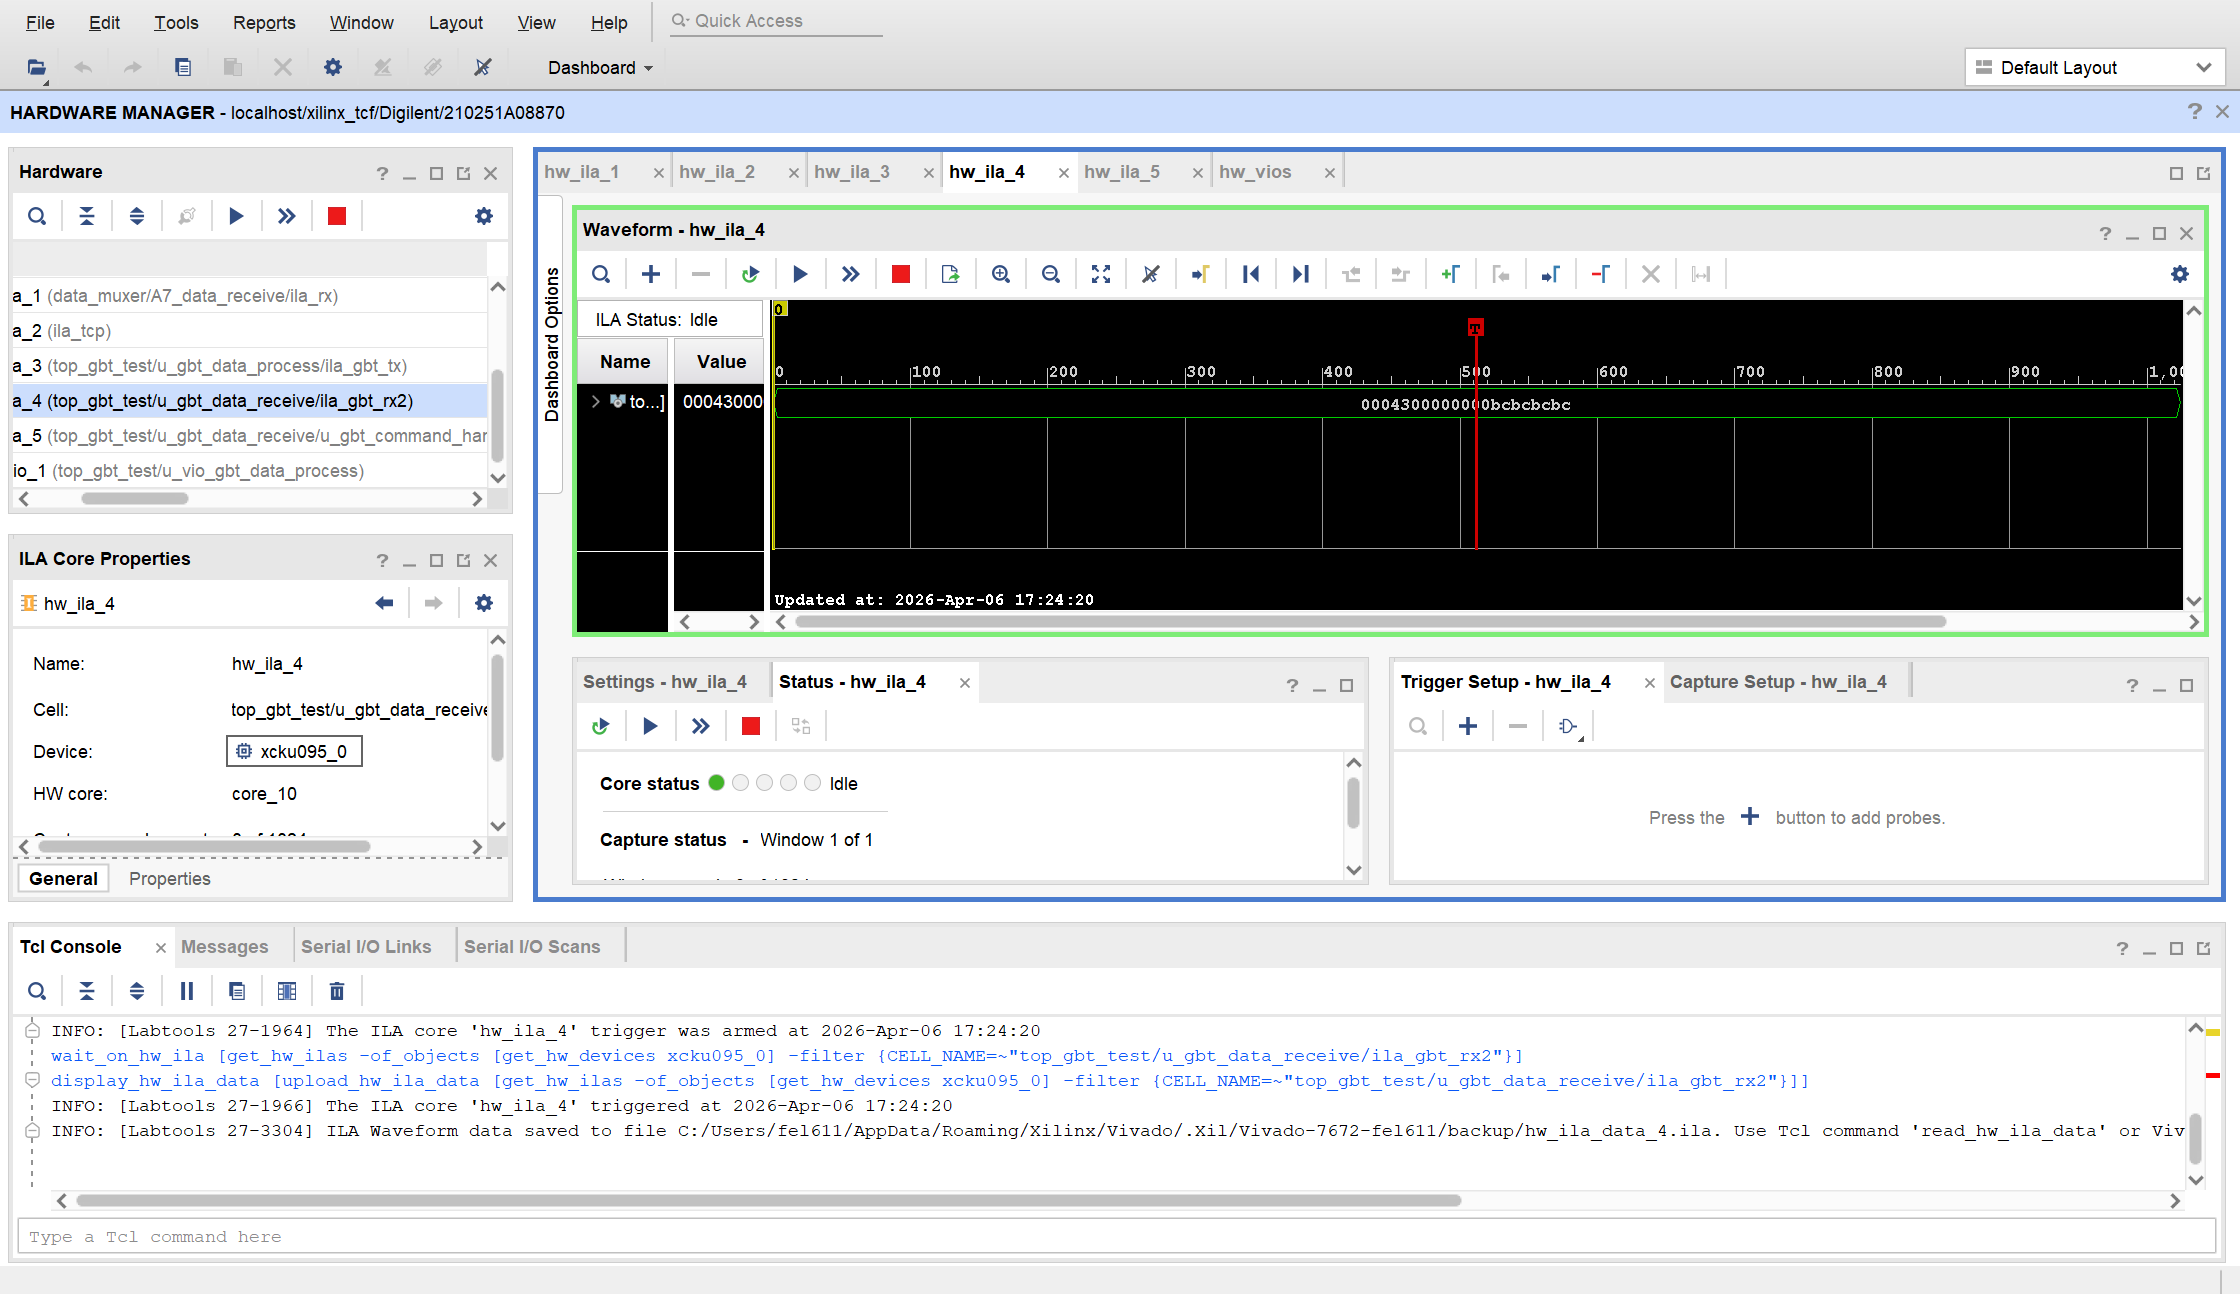 File Edit Tools Reports Window Layout View Help Quick Access
Dashboard Default Layout
HARDWARE MANAGER - localhost/xilinx_tcf/Digilent/210251A08870
Hardware
a_1 (data_muxer/A7_data_receive/ila_rx)
a_2 (ila_tcp)
a_3 (top_gbt_test/u_gbt_data_process/ila_gbt_tx)
a_4 (top_gbt_test/u_gbt_data_receive/ila_gbt_rx2)
a_5 (top_gbt_test/u_gbt_data_receive/u_gbt_command_har
io_1 (top_gbt_test/u_vio_gbt_data_process)
ILA Core Properties
hw_ila_4
Name: hw_ila_4
Cell: top_gbt_test/u_gbt_data_receive
Device: xcku095_0
HW core: core_10
General Properties
hw_ila_1 hw_ila_2 hw_ila_3 hw_ila_4 hw_ila_5 hw_vios
Dashboard Options
Waveform - hw_ila_4
ILA Status: Idle
Name Value
to...] 00043000
0
T
0 100 200 300 400 500 600 700 800 900 1,00
0004300000000bcbcbcbc
Updated at: 2026-Apr-06 17:24:20
Settings - hw_ila_4 Status - hw_ila_4
Core status Idle
Capture status - Window 1 of 1
Trigger Setup - hw_ila_4 Capture Setup - hw_ila_4
Press the + button to add probes.
Tcl Console Messages Serial I/O Links Serial I/O Scans
INFO: [Labtools 27-1964] The ILA core 'hw_ila_4' trigger was armed at 2026-Apr-06 17:24:20
wait_on_hw_ila [get_hw_ilas -of_objects [get_hw_devices xcku095_0] -filter {CELL_NAME=~"top_gbt_test/u_gbt_data_receive/ila_gbt_rx2"}]
display_hw_ila_data [upload_hw_ila_data [get_hw_ilas -of_objects [get_hw_devices xcku095_0] -filter {CELL_NAME=~"top_gbt_test/u_gbt_data_receive/ila_gbt_rx2"}]]
INFO: [Labtools 27-1966] The ILA core 'hw_ila_4' triggered at 2026-Apr-06 17:24:20
INFO: [Labtools 27-3304] ILA Waveform data saved to file C:/Users/fel611/AppData/Roaming/Xilinx/Vivado/.Xil/Vivado-7672-fel611/backup/hw_ila_data_4.ila. Use Tcl command 'read_hw_ila_data' or Viv
Type a Tcl command here